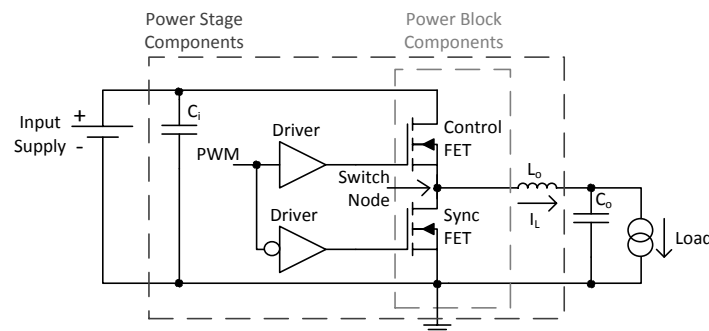 Power Stage
Components
Power Block
Components
+
Input
Supply
-
Ci
Driver
Control
FET
PWM
Switch
Node
Lo
IL
Co
Driver
Sync
FET
Load